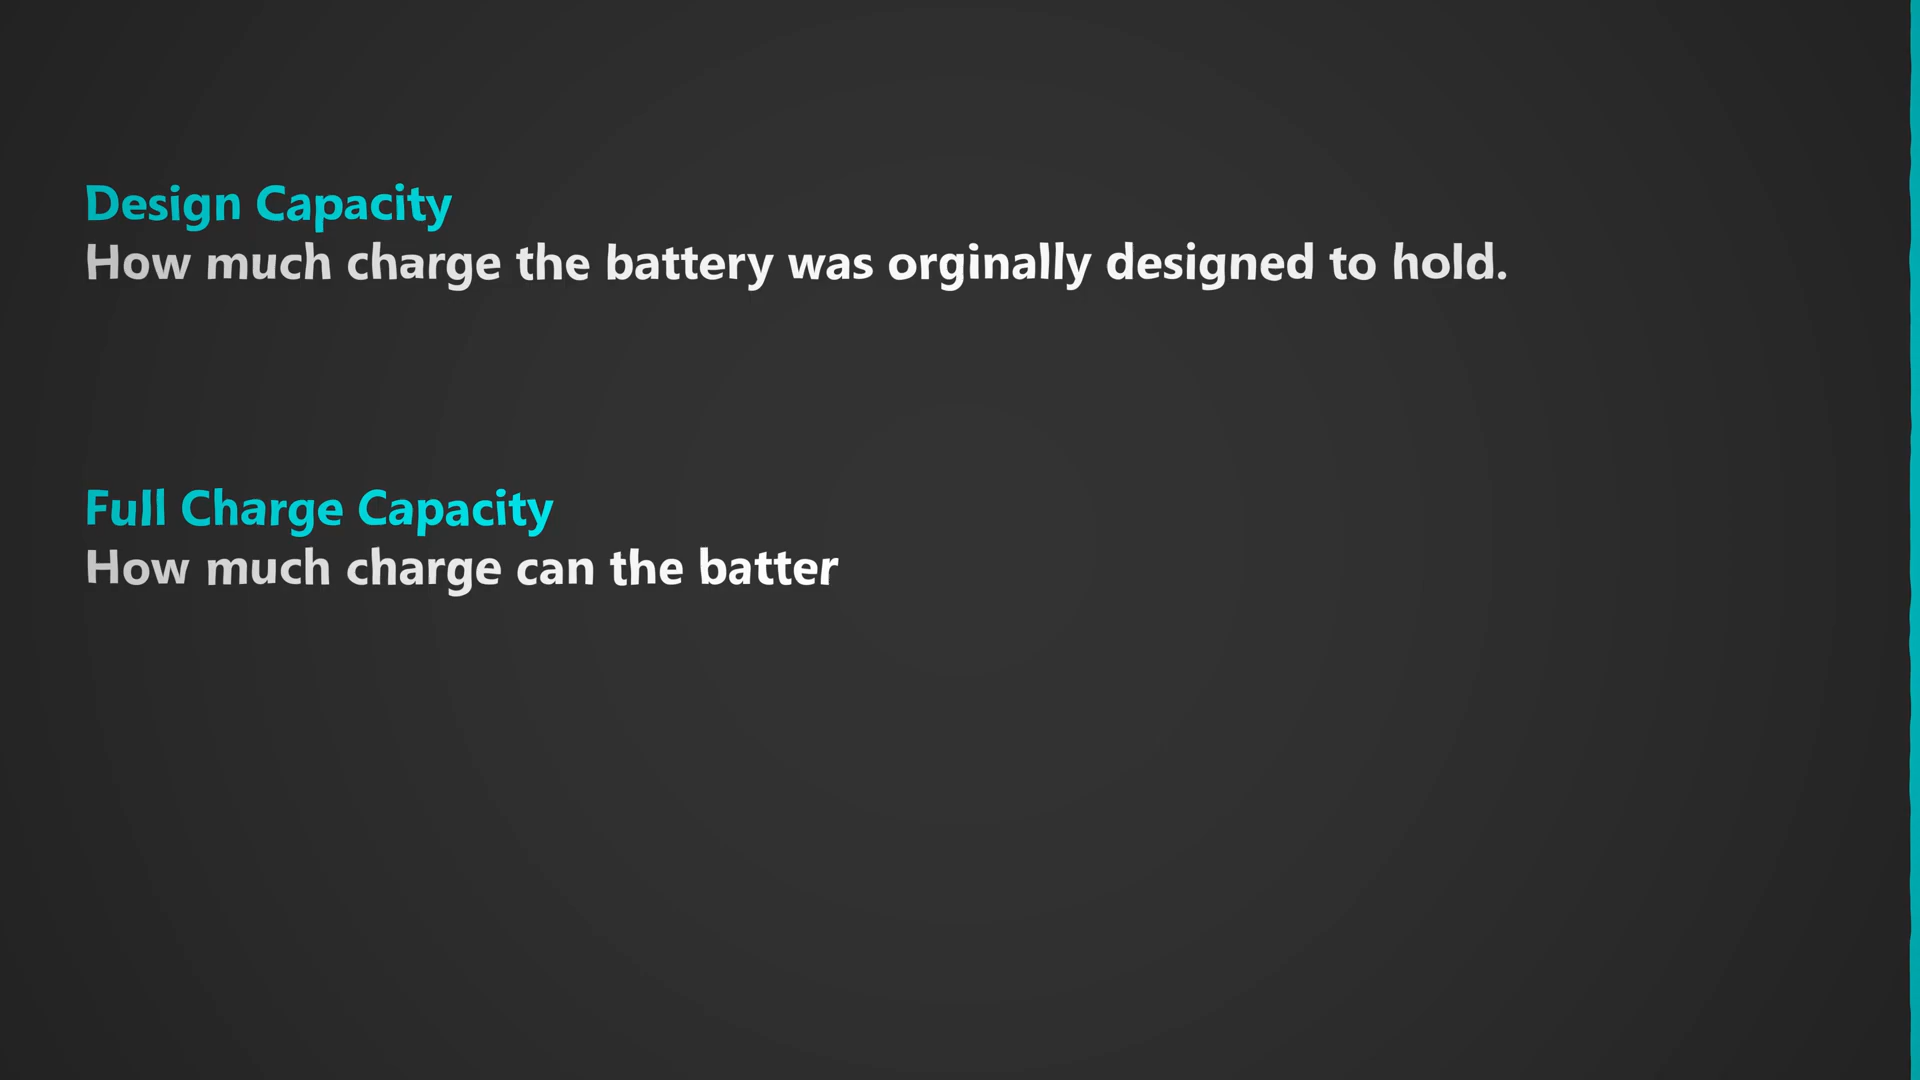 Design Capacity
How much charge the battery was orginally designed to hold.
Full Charge Capacity
How much charge can the batter